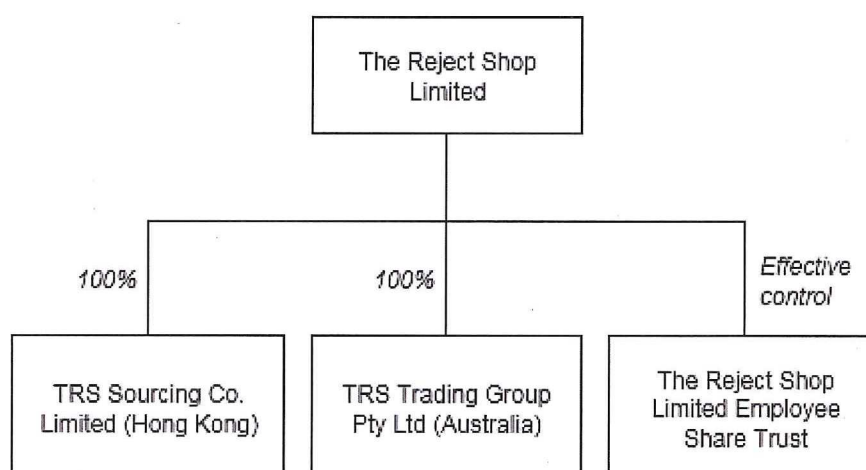 The Reject Shop
Limited
100%
100%
Effective
control
TRS Sourcing Co.
Limited (Hong Kong)
TRS Trading Group
Pty Ltd (Australia)
The Reject Shop
Limited Employee
Share Trust